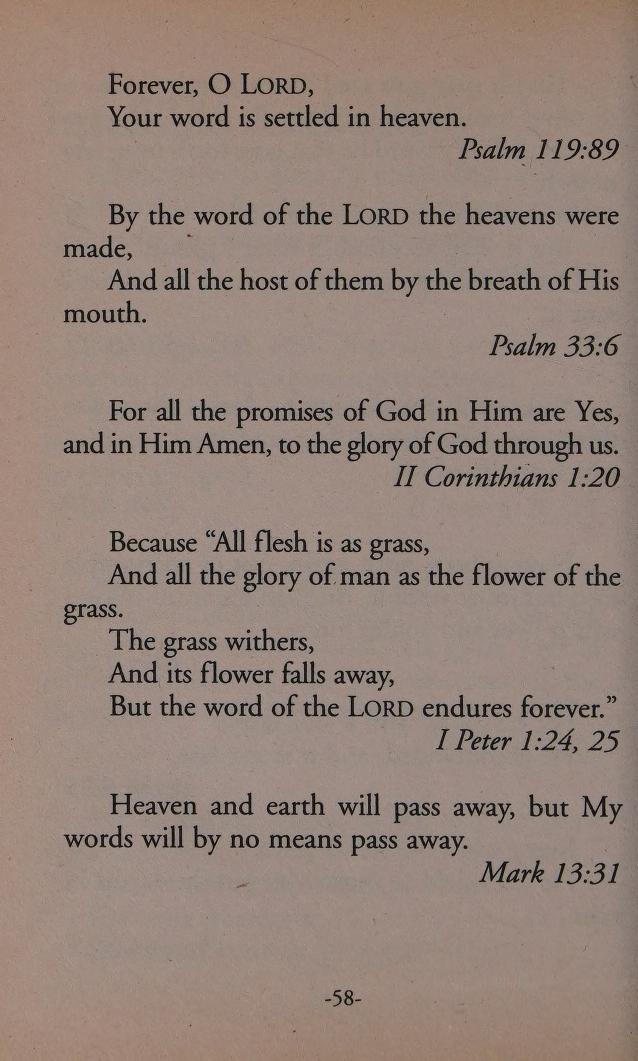 Forever, O LORD,
Your word is settled in heaven.
Psalm 119:89
By the word of the LORD the heavens were
made,
And all the host of them by the breath of His
mouth.
Psalm 33:6
For all the promises of God in Him are Yes,
and in Him Amen, to the glory of God through us.
II Corinthians 1:20
Because “All flesh is as grass,
And all the glory of man as the flower of the
grass.
The grass withers,
And its flower falls away,
But the word of the LORD endures forever.”
I Peter 1:24, 25
Heaven and earth will pass away, but My
words will by no means pass away.
Mark 13:31
-58-